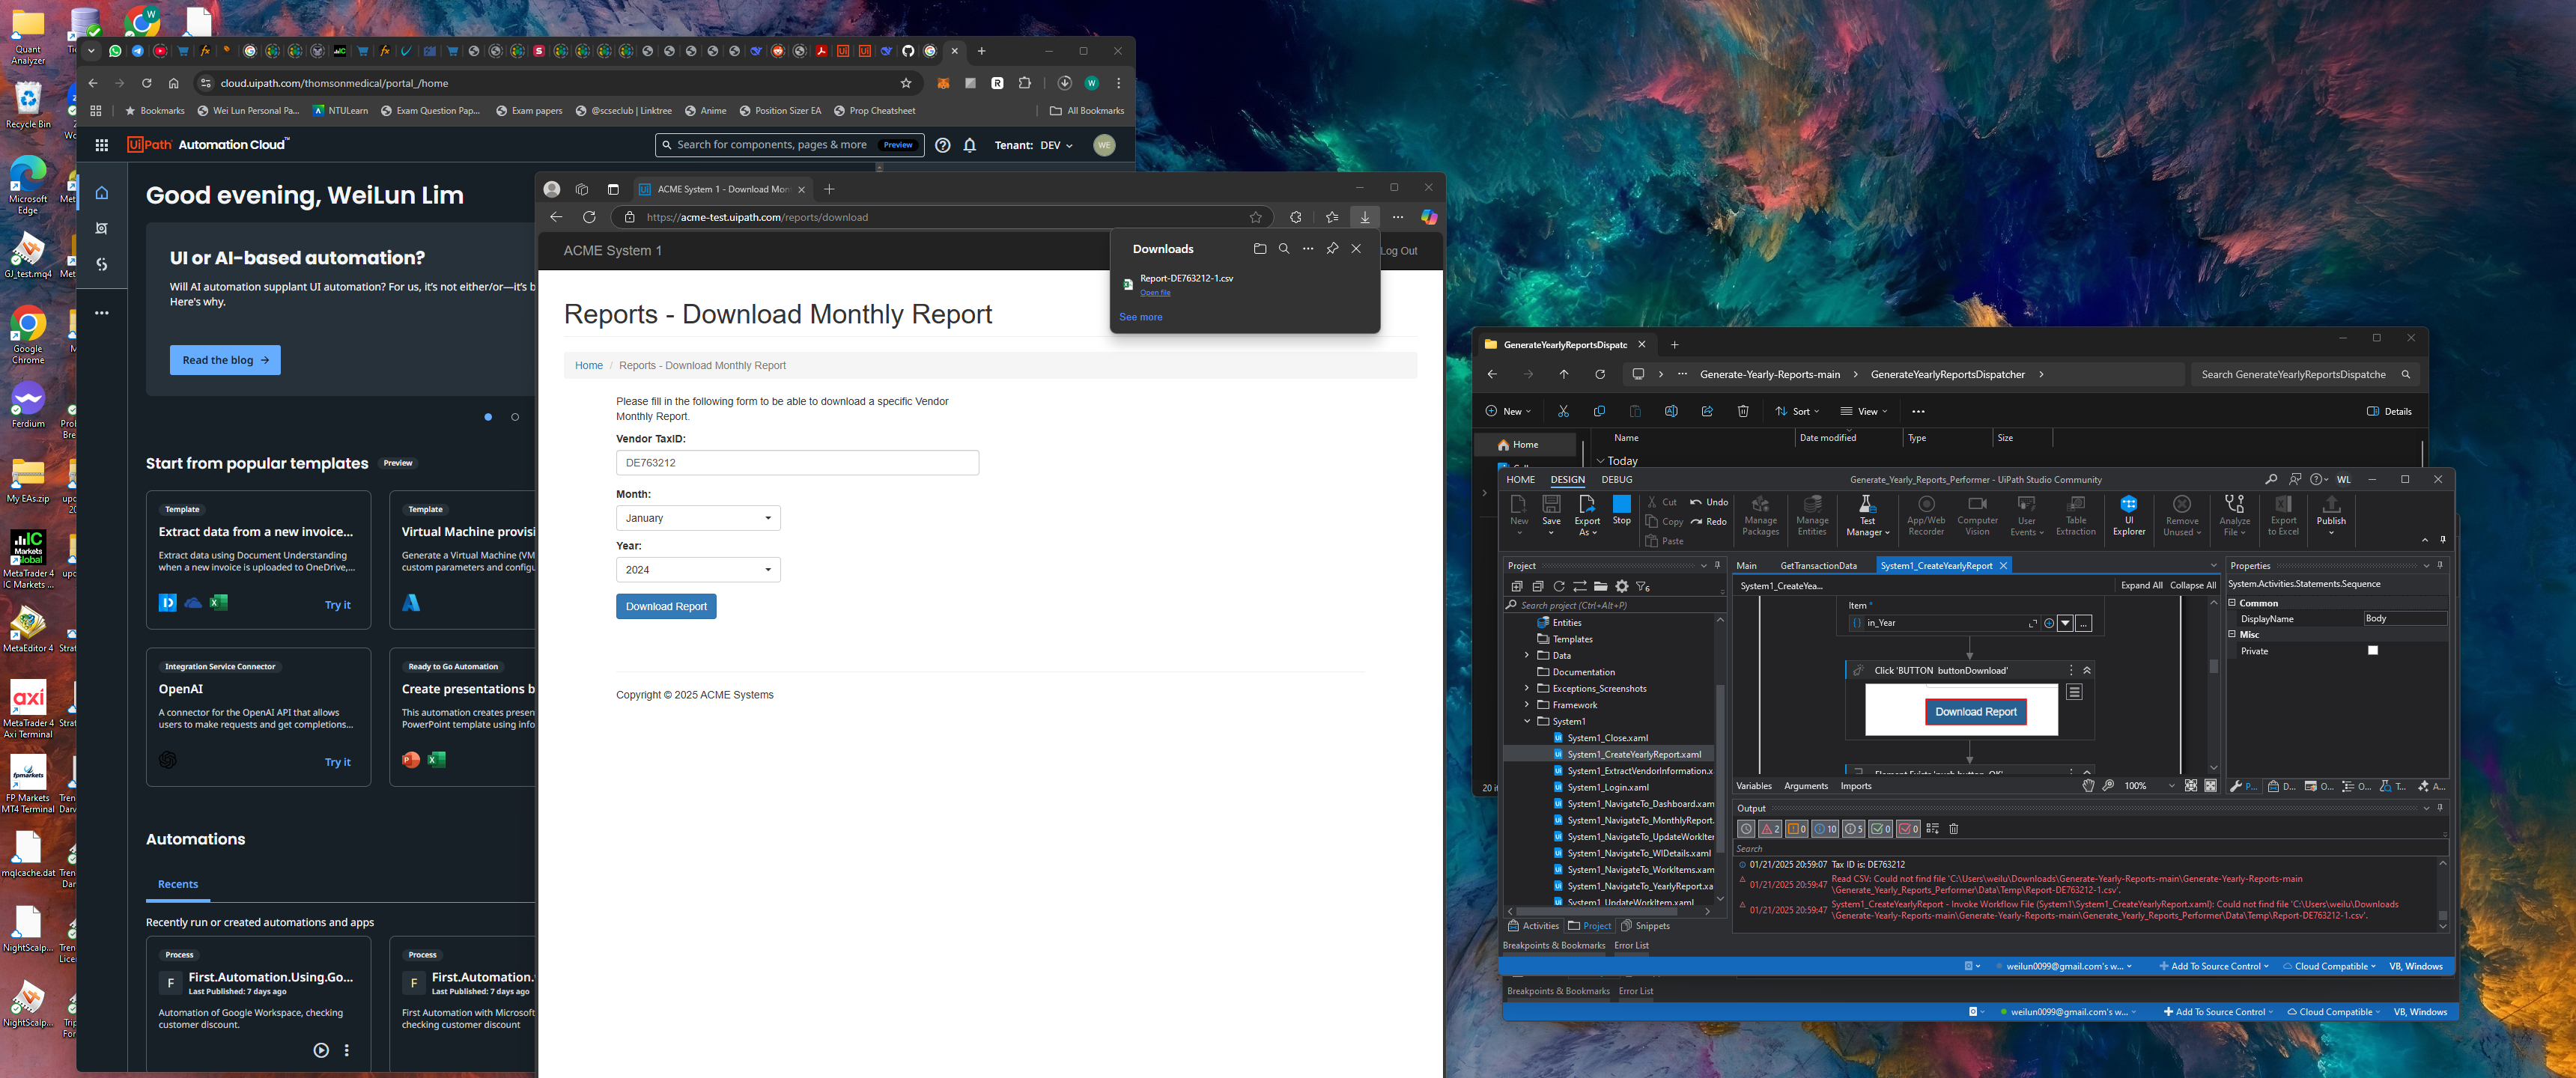 Quant
Analyzer
Recycle Bin
Microsoft
Edge
GJ_test.mq4
Google
Chrome
Ferdium
My EAs.zip
MetaTrader 4
IC Markets ...
MetaEditor 4
MetaTrader 4
Axi Terminal
FP Markets
MT4 Terminal
mqlcache.dat
NightScalp...
NightScalp...
cloud.uipath.com/thomsonmedical/portal_/home
Bookmarks
Wei Lun Personal Pa...
NTULearn
Exam Question Pap...
Exam papers
@scseclub | Linktree
Anime
Position Sizer EA
Prop Cheatsheet
All Bookmarks
UiPath Automation Cloud™
Search for components, pages & more
Preview
Tenant: DEV
WE
Good evening, WeiLun Lim
UI or AI-based automation?
Will AI automation supplant UI automation? For us, it's not either/or—it's b
Here's why.
Read the blog
Start from popular templates
Preview
Template
Extract data from a new invoice...
Extract data using Document Understanding
when a new invoice is uploaded to OneDrive,...
Try it
Template
Virtual Machine provisi
Generate a Virtual Machine (VM
custom parameters and configu
Integration Service Connector
OpenAI
A connector for the OpenAI API that allows
users to make requests and get completions...
Try it
Ready to Go Automation
Create presentations b
This automation creates presen
PowerPoint template using info
Automations
Recents
Recently run or created automations and apps
Process
F
First.Automation.Using.Go...
Last Published: 7 days ago
Automation of Google Workspace, checking
customer discount.
Process
F
First.Automation.
Last Published: 7 days ago
First Automation with Microsoft
checking customer discount
ACME System 1 - Download Mon
https://acme-test.uipath.com/reports/download
ACME System 1
Log Out
Downloads
Report-DE763212-1.csv
Open file
See more
Reports - Download Monthly Report
Home / Reports - Download Monthly Report
Please fill in the following form to be able to download a specific Vendor
Monthly Report.
Vendor TaxID:
DE763212
Month:
January
Year:
2024
Download Report
Copyright © 2025 ACME Systems
GenerateYearlyReportsDispatc
Generate-Yearly-Reports-main
GenerateYearlyReportsDispatcher
Search GenerateYearlyReportsDispatche
New
Sort
View
Details
Home
Name
Date modified
Type
Size
Today
HOME
DESIGN
DEBUG
Generate_Yearly_Reports_Performer - UiPath Studio Community
WL
New
Save
Export
As
Stop
Cut
Copy
Paste
Undo
Redo
Manage
Packages
Manage
Entities
Test
Manager
App/Web
Recorder
Computer
Vision
User
Events
Table
Extraction
UI
Explorer
Remove
Unused
Analyze
File
Export
to Excel
Publish
Project
Search project (Ctrl+Alt+P)
Entities
Templates
Data
Documentation
Exceptions_Screenshots
Framework
System1
System1_Close.xaml
System1_CreateYearlyReport.xaml
System1_ExtractVendorInformation.x
System1_Login.xaml
System1_NavigateTo_Dashboard.xam
System1_NavigateTo_MonthlyReport.
System1_NavigateTo_UpdateWorkIter
System1_NavigateTo_WIDetails.xaml
System1_NavigateTo_WorkItems.xaml
System1_NavigateTo_YearlyReport.xa
System1_UpdateWorkItem.xaml
Activities
Project
Snippets
Main
GetTransactionData
System1_CreateYearlyReport
System1_CreateYea...
Expand All
Collapse All
Item *
in_Year
Click 'BUTTON buttonDownload'
Download Report
Element Exists 'push button OK'
Variables
Arguments
Imports
100%
Properties
System.Activities.Statements.Sequence
Common
DisplayName
Body
Misc
Private
P...
D...
O...
O...
T...
A...
Output
2
0
10
5
0
0
Search
01/21/2025 20:59:07 Tax ID is: DE763212
01/21/2025 20:59:47 Read CSV: Could not find file 'C:\Users\weilu\Downloads\Generate-Yearly-Reports-main\Generate-Yearly-Reports-main
\Generate_Yearly_Reports_Performer\Data\Temp\Report-DE763212-1.csv'.
01/21/2025 20:59:47 System1_CreateYearlyReport - Invoke Workflow File (System1\System1_CreateYearlyReport.xaml): Could not find file 'C:\Users\weilu\Downloads
\Generate-Yearly-Reports-main\Generate-Yearly-Reports-main\Generate_Yearly_Reports_Performer\Data\Temp\Report-DE763212-1.csv'.
Breakpoints & Bookmarks
Error List
weilun0099@gmail.com's w...
Add To Source Control
Cloud Compatible
VB, Windows
Breakpoints & Bookmarks
Error List
weilun0099@gmail.com's w...
Add To Source Control
Cloud Compatible
VB, Windows